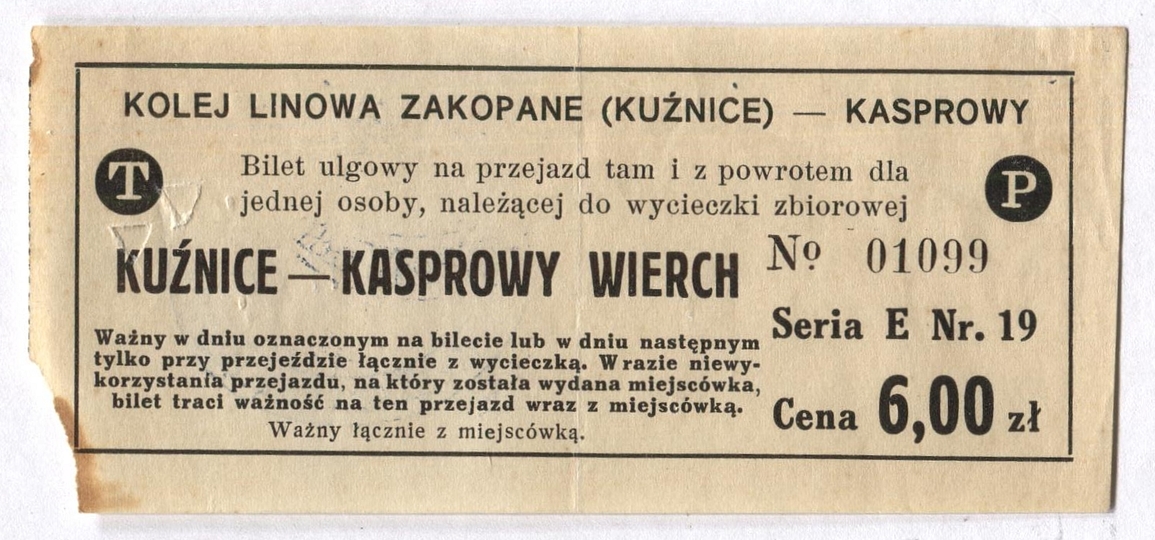 KOLEJ LINOWA ZAKOPANE (KUŹNICE) — KASPROWY
T
Bilet ulgowy na przejazd tam i z powrotem dla
jednej osoby, należącej do wycieczki zbiorowej
P
KUŹNICE — KASPROWY WIERCH
Nº 01099
Seria E Nr. 19
Ważny w dniu oznaczonym na bilecie lub w dniu następnym
tylko przy przejeździe łącznie z wycieczką. W razie niewy-
korzystania przejazdu, na który została wydana miejscówka,
bilet traci ważność na ten przejazd wraz z miejscówką.
Ważny łącznie z miejscówką.
Cena 6,00 zł